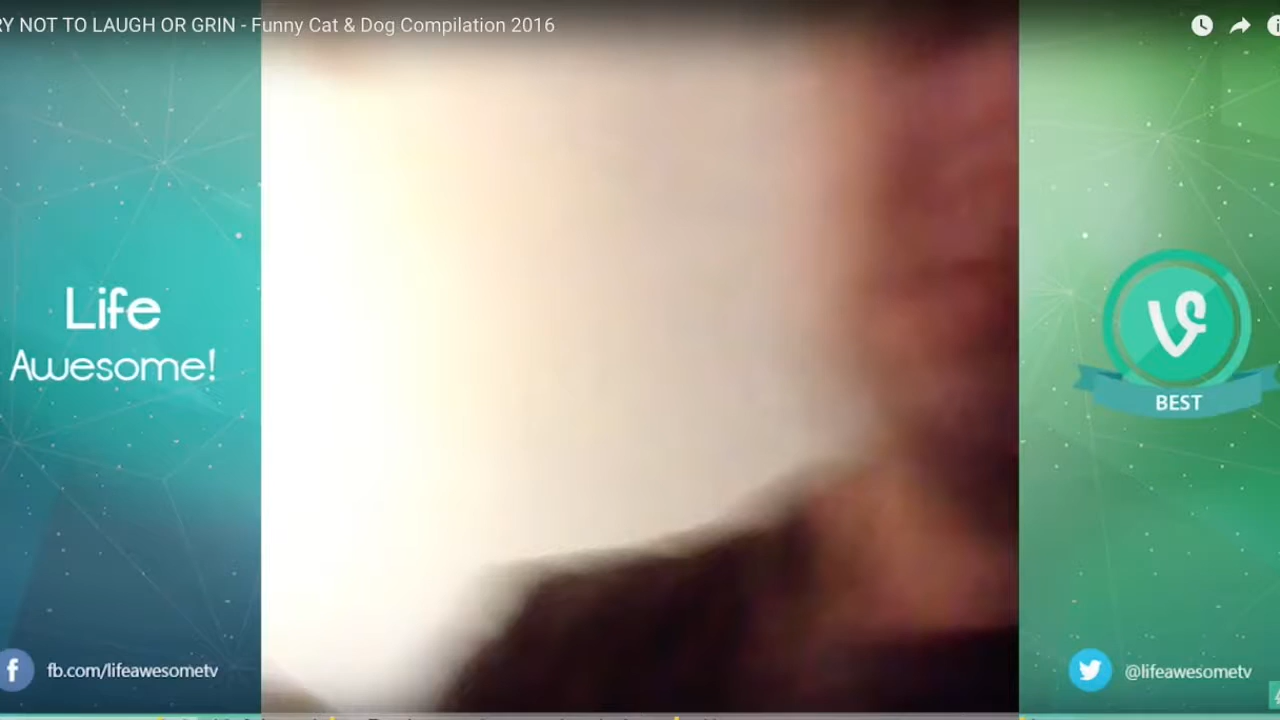 RY NOT TO LAUGH OR GRIN - Funny Cat & Dog Compilation 2016
Life
Awesome!
BEST
fb.com/lifeawesometv
@lifeawesometv